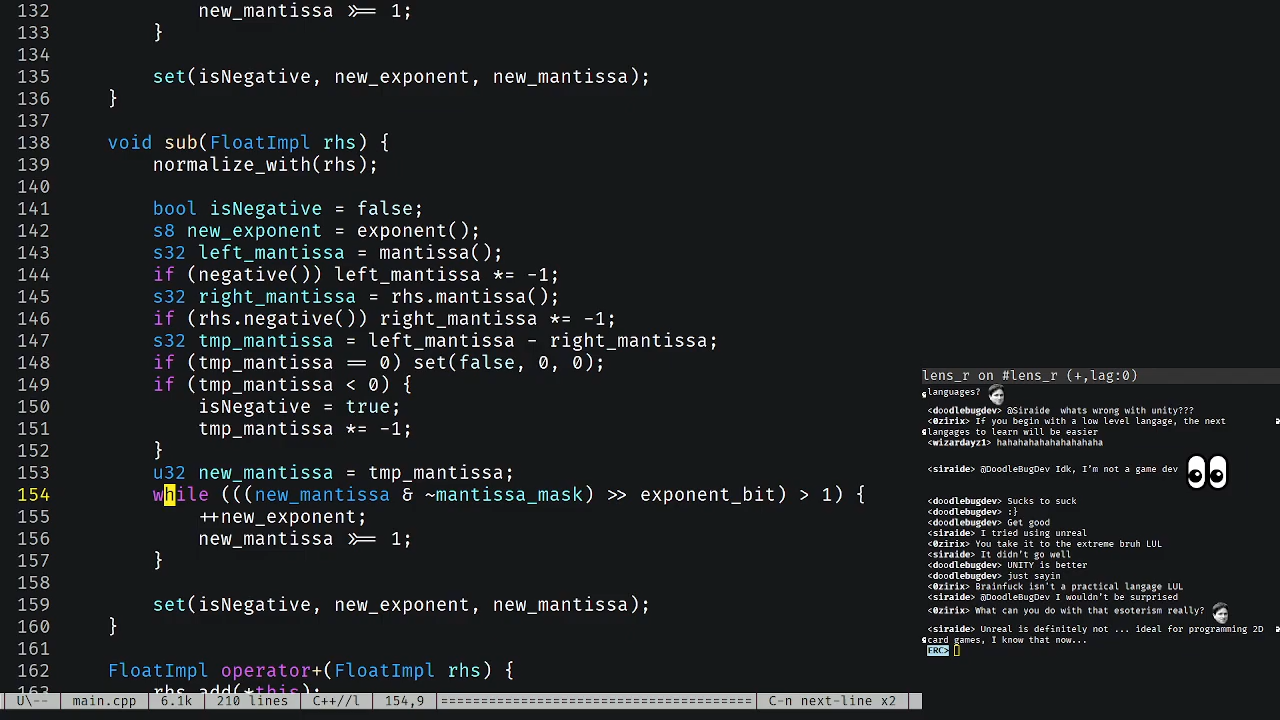 132             new_mantissa >>= 1;
133         }
134
135         set(isNegative, new_exponent, new_mantissa);
136     }
137
138     void sub(FloatImpl rhs) {
139         normalize_with(rhs);
140
141         bool isNegative = false;
142         s8 new_exponent = exponent();
143         s32 left_mantissa = mantissa();
144         if (negative()) left_mantissa *= -1;
145         s32 right_mantissa = rhs.mantissa();
146         if (rhs.negative()) right_mantissa *= -1;
147         s32 tmp_mantissa = left_mantissa - right_mantissa;
148         if (tmp_mantissa == 0) set(false, 0, 0);
149         if (tmp_mantissa < 0) {
150             isNegative = true;
151             tmp_mantissa *= -1;
152         }
153         u32 new_mantissa = tmp_mantissa;
154         while (((new_mantissa & ~mantissa_mask) >> exponent_bit) > 1) {
155             ++new_exponent;
156             new_mantissa >>= 1;
157         }
158
159         set(isNegative, new_exponent, new_mantissa);
160     }
161
162     FloatImpl operator+(FloatImpl rhs) {
163         rhs.add(*this);
U\-- main.cpp 6.1k 210 lines C++//l 154,9 ===================================== C-n next-line x2
lens_r on #lens_r (+,lag:0)
languages?
<doodlebugdev> @Siraide  whats wrong with unity???
<0zirix> If you begin with a low level langage, the next
langages to learn will be easier
<wizardayz1> hahahahahahahahahaha
<siraide> @DoodleBugDev Idk, I'm not a game dev
<doodlebugdev> Sucks to suck
<doodlebugdev> :}
<doodlebugdev> Get good
<siraide> I tried using unreal
<0zirix> You take it to the extreme bruh LUL
<siraide> It didn't go well
<doodlebugdev> UNITY is better
<doodlebugdev> just sayin
<0zirix> Brainfuck isn't a practical langage LUL
<siraide> @DoodleBugDev I wouldn't be surprised
<0zirix> What can you do with that esoterism really?
<siraide> Unreal is definitely not ... ideal for programming 2D
card games, I know that now...
ERC>